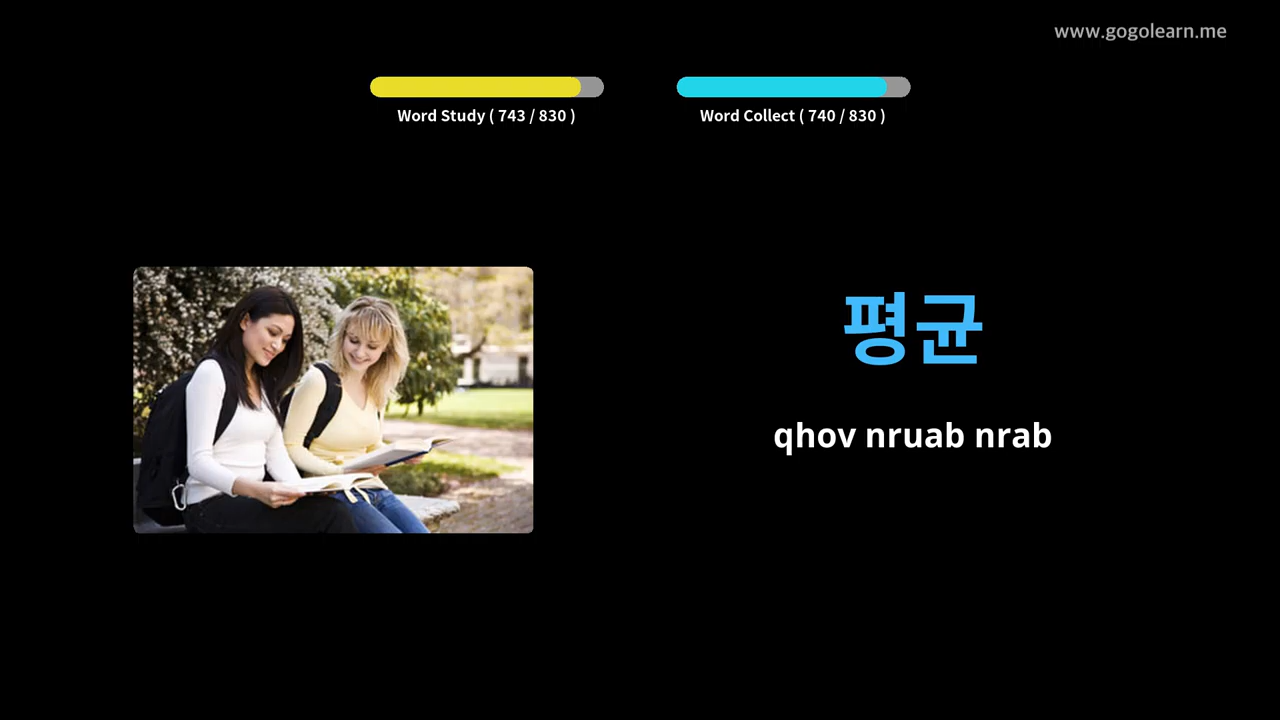 www.gogolearn.me
Word Study ( 743 / 830 )
Word Collect ( 740 / 830 )
평균
qhov nruab nrab